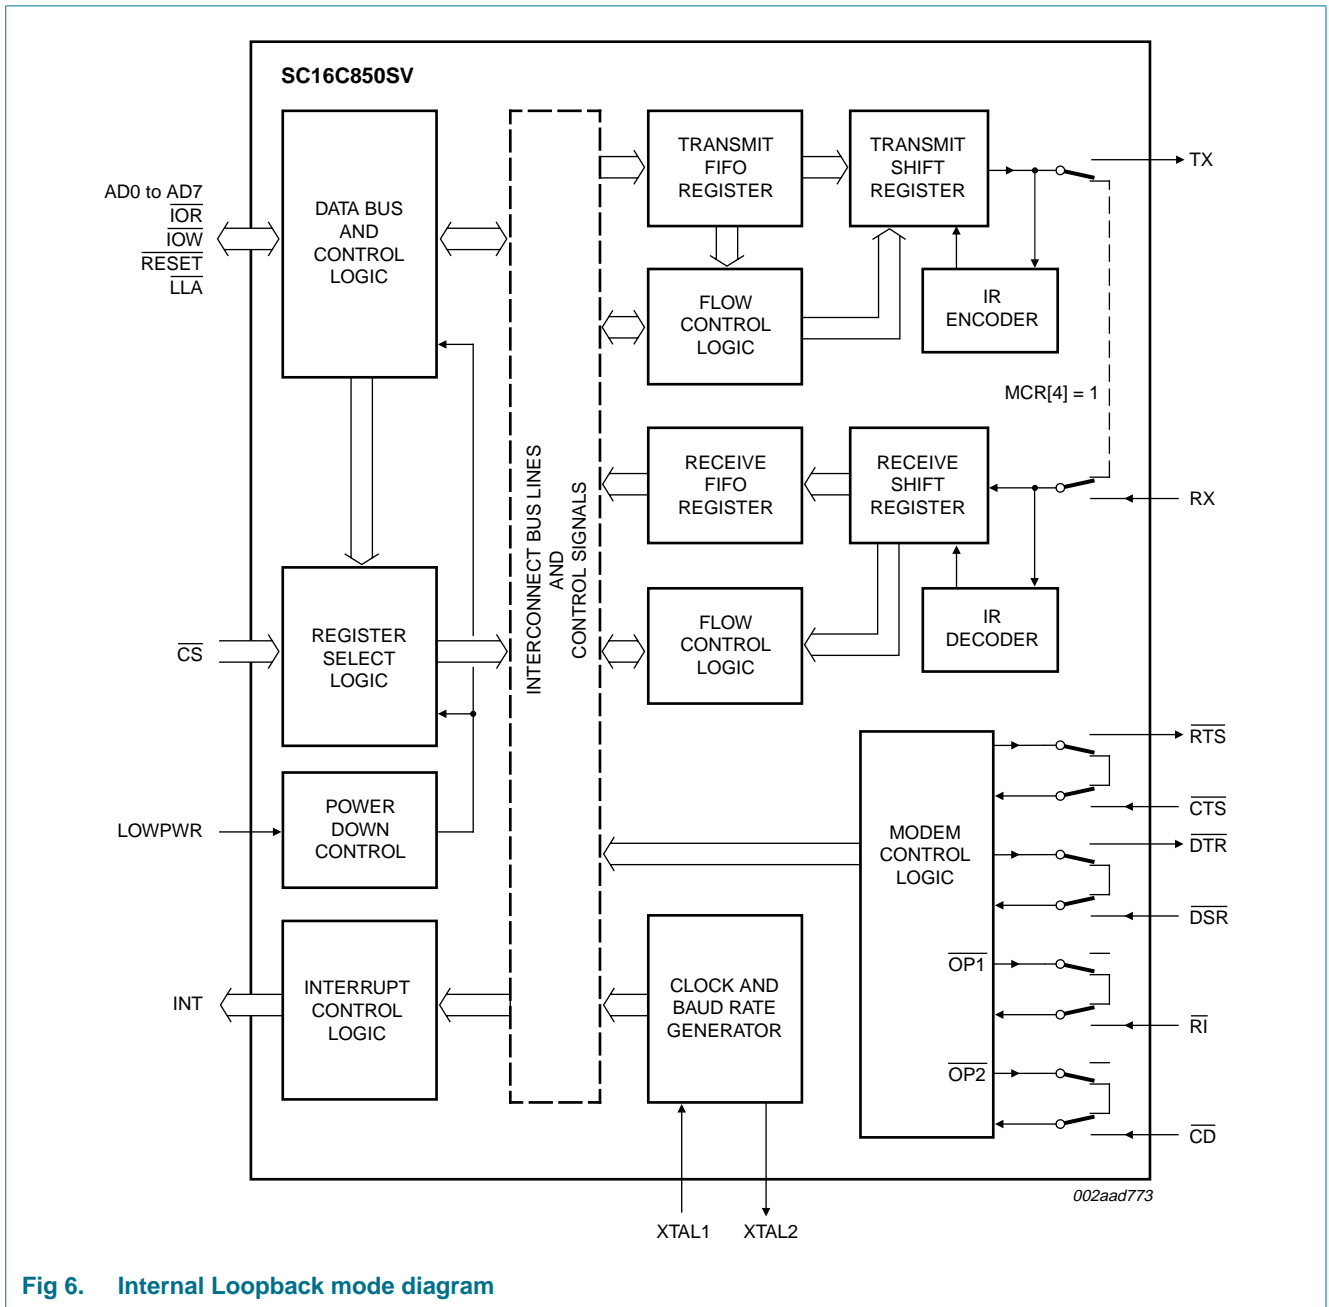 SC16C850SV
AD0 to AD7
IOR
IOW
RESET
LLA
DATA BUS
AND
CONTROL
LOGIC
CS
REGISTER
SELECT
LOGIC
LOWPWR
POWER
DOWN
CONTROL
INT
INTERRUPT
CONTROL
LOGIC
INTERCONNECT BUS LINES
AND
CONTROL SIGNALS
TRANSMIT
FIFO
REGISTER
TRANSMIT
SHIFT
REGISTER
TX
FLOW
CONTROL
LOGIC
IR
ENCODER
MCR[4] = 1
RECEIVE
FIFO
REGISTER
RECEIVE
SHIFT
REGISTER
RX
FLOW
CONTROL
LOGIC
IR
DECODER
MODEM
CONTROL
LOGIC
RTS
CTS
DTR
DSR
OP1
RI
OP2
CD
CLOCK AND
BAUD RATE
GENERATOR
XTAL1
XTAL2
002aad773
Fig 6. Internal Loopback mode diagram